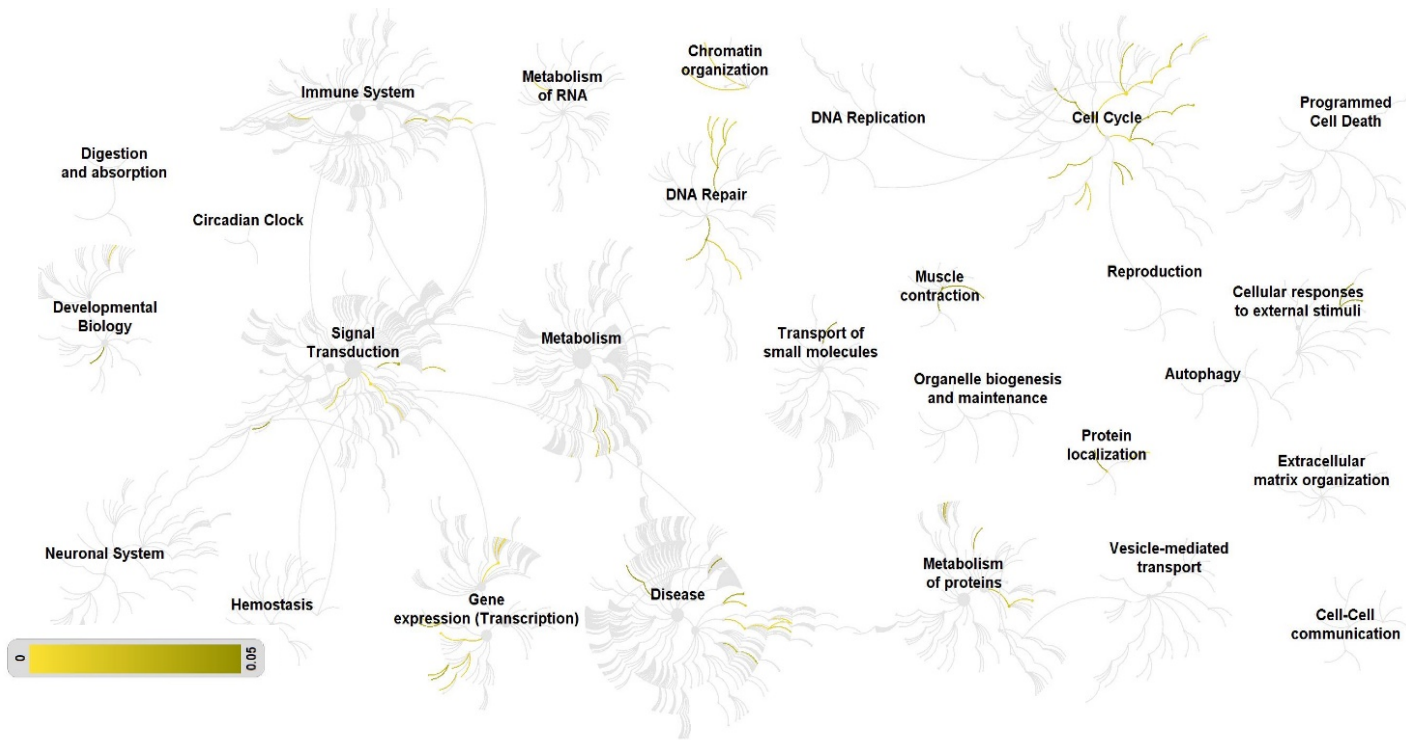 Chromatin
organization
Immune System
Metabolism
of RNA
DNA Replication
Cell Cycle
Programmed
Cell Death
Digestion
and absorption
DNA Repair
Circadian Clock
Developmental
Biology
Signal
Transduction
Metabolism
Transport of
small molecules
Muscle
contraction
Reproduction
Cellular responses
to external stimuli
Organelle biogenesis
and maintenance
Autophagy
Protein
localization
Extracellular
matrix organization
Neuronal System
Hemostasis
Gene
expression (Transcription)
Disease
Metabolism
of proteins
Vesicle-mediated
transport
Cell-Cell
communication
0
0.05